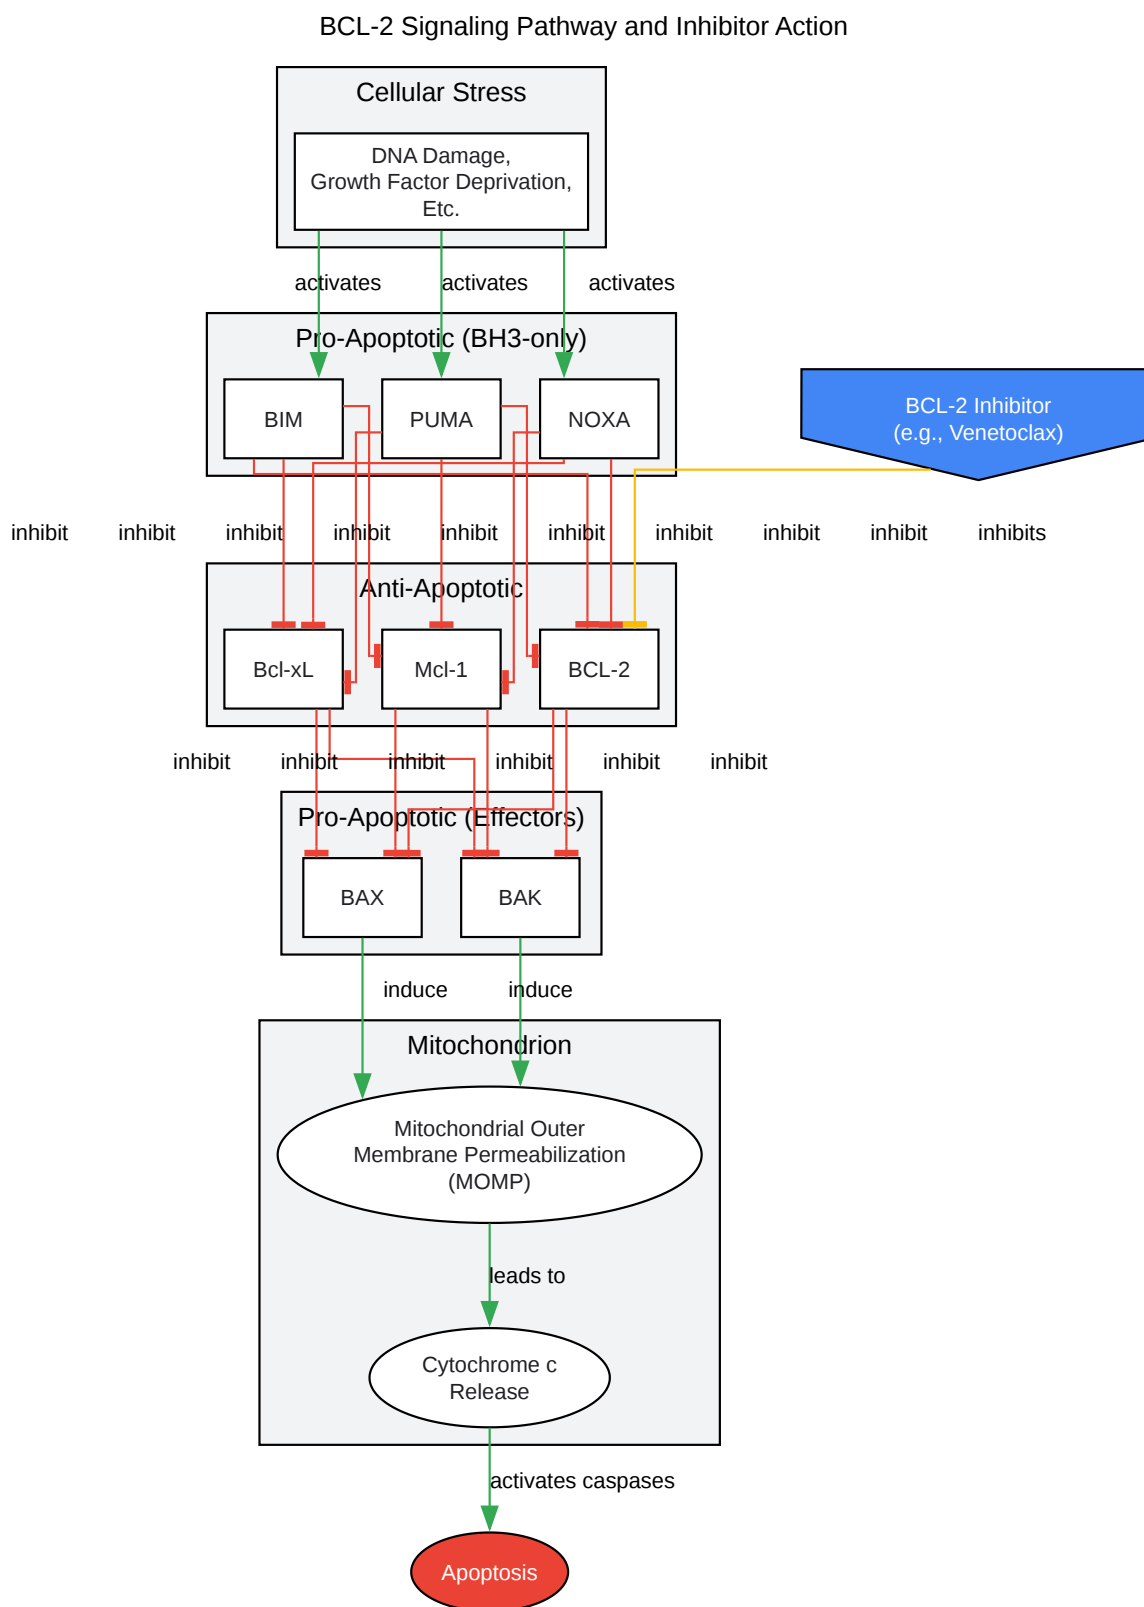 BCL-2 Signaling Pathway and Inhibitor Action
Cellular Stress
DNA Damage,
Growth Factor Deprivation,
Etc.
activates activates activates
Pro-Apoptotic (BH3-only)
BIM PUMA NOXA
BCL-2 Inhibitor
(e.g., Venetoclax)
inhibit inhibit inhibit inhibit inhibit inhibit inhibit inhibit inhibit inhibits
Anti-Apoptotic
Bcl-xL Mcl-1 BCL-2
inhibit inhibit inhibit inhibit inhibit inhibit
Pro-Apoptotic (Effectors)
BAX BAK
induce induce
Mitochondrion
Mitochondrial Outer
Membrane Permeabilization
(MOMP)
leads to
Cytochrome c
Release
activates caspases
Apoptosis